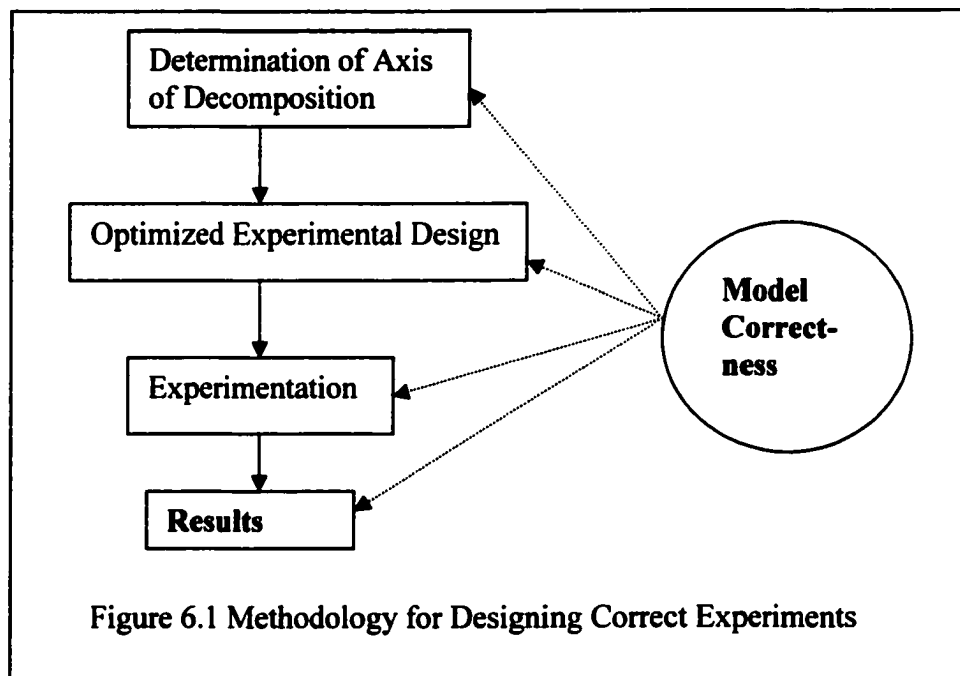 Determination of Axis
of Decomposition
Optimized Experimental Design
Model
Correct-
ness
Experimentation
Results
Figure 6.1 Methodology for Designing Correct Experiments